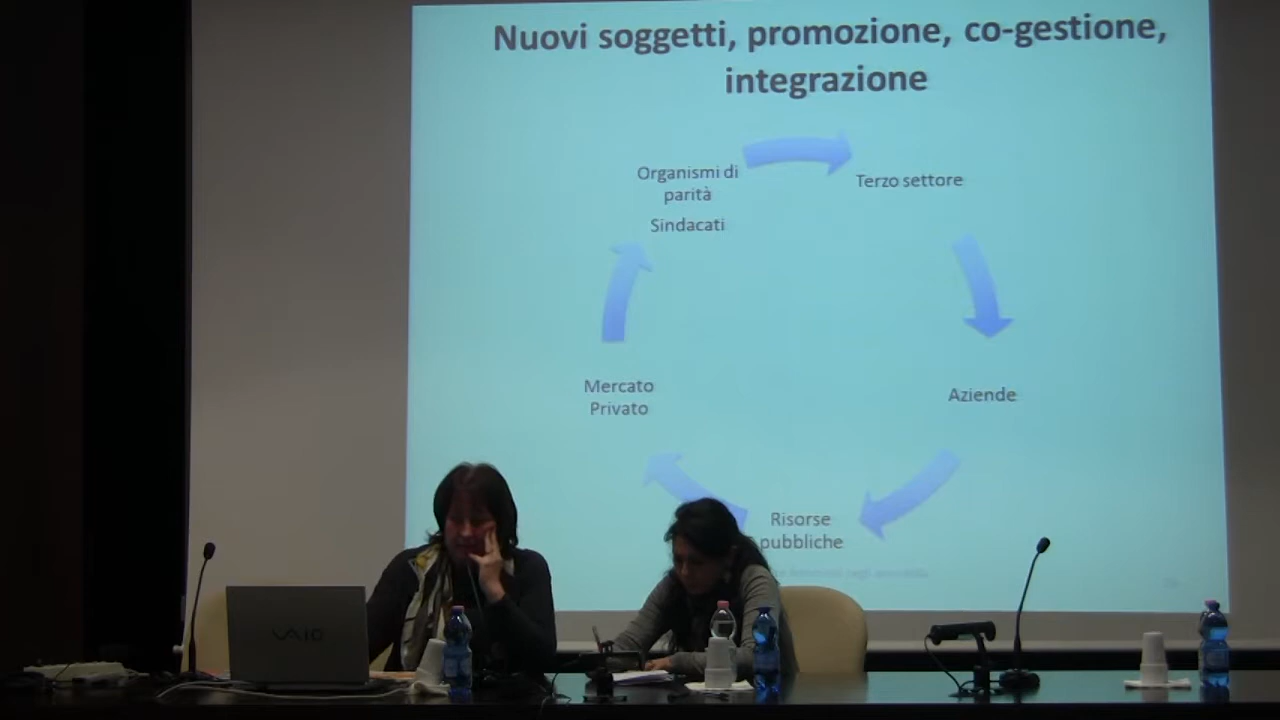 Nuovi soggetti, promozione, co-gestione,
integrazione
Organismi di
parità
Sindacati
Terzo settore
Aziende
Risorse
pubbliche
Mercato
Privato
VAIO